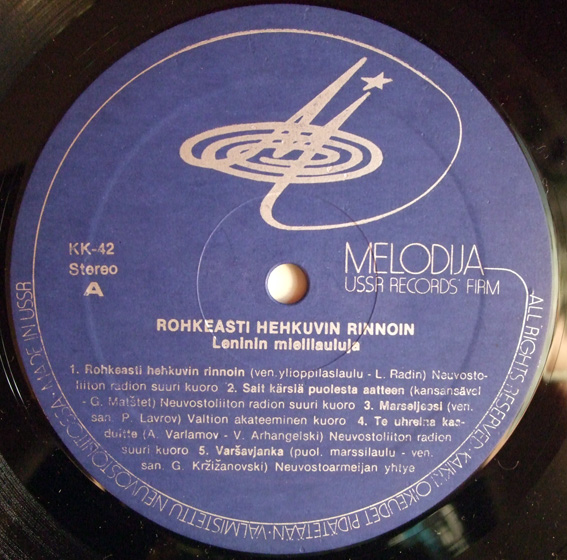 KK-42
Stereo
A
MELODIJA
USSR RECORDS' FIRM
ROHKEASTI HEHKUVIN RINNOIN
Leninin mielilauluja
1. Rohkeasti hehkuvin rinnoin (ven. ylioppilaslaulu - L. Radin) Neuvosto-
liiton radion suuri kuoro 2. Sait kärsiä puolesta aatteen (kansansävel
- G. Matštet) Neuvostoliiton radion suuri kuoro 3. Marseljeesi (ven.
san. P. Lavrov) Valtion akateeminen kuoro 4. Te uhreina kaa-
duitte (A. Varlamov - V. Arhangelski) Neuvostoliiton radion
suuri kuoro 5. Varšavjanka (puol. marssilaulu - ven.
san. G. Kržižanovski) Neuvostoarmeijan yhtye
ALL RIGHTS RESERVED · KAIKKI OIKEUDET PIDÄTETÄÄN · VALMISTETTU NEUVOSTOLIITOSSA · MADE IN USSR